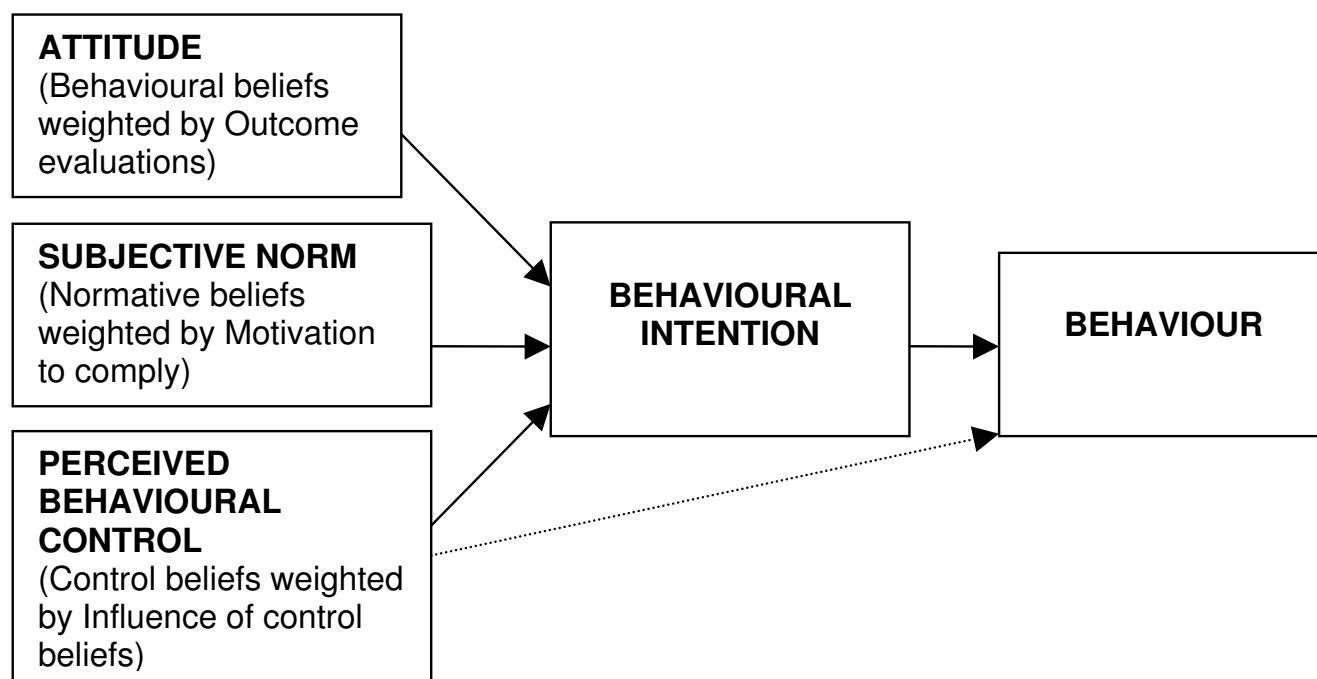 ATTITUDE
(Behavioural beliefs
weighted by Outcome
evaluations)
SUBJECTIVE NORM
(Normative beliefs
weighted by Motivation
to comply)
PERCEIVED
BEHAVIOURAL
CONTROL
(Control beliefs weighted
by Influence of control
beliefs)
BEHAVIOURAL
INTENTION
BEHAVIOUR